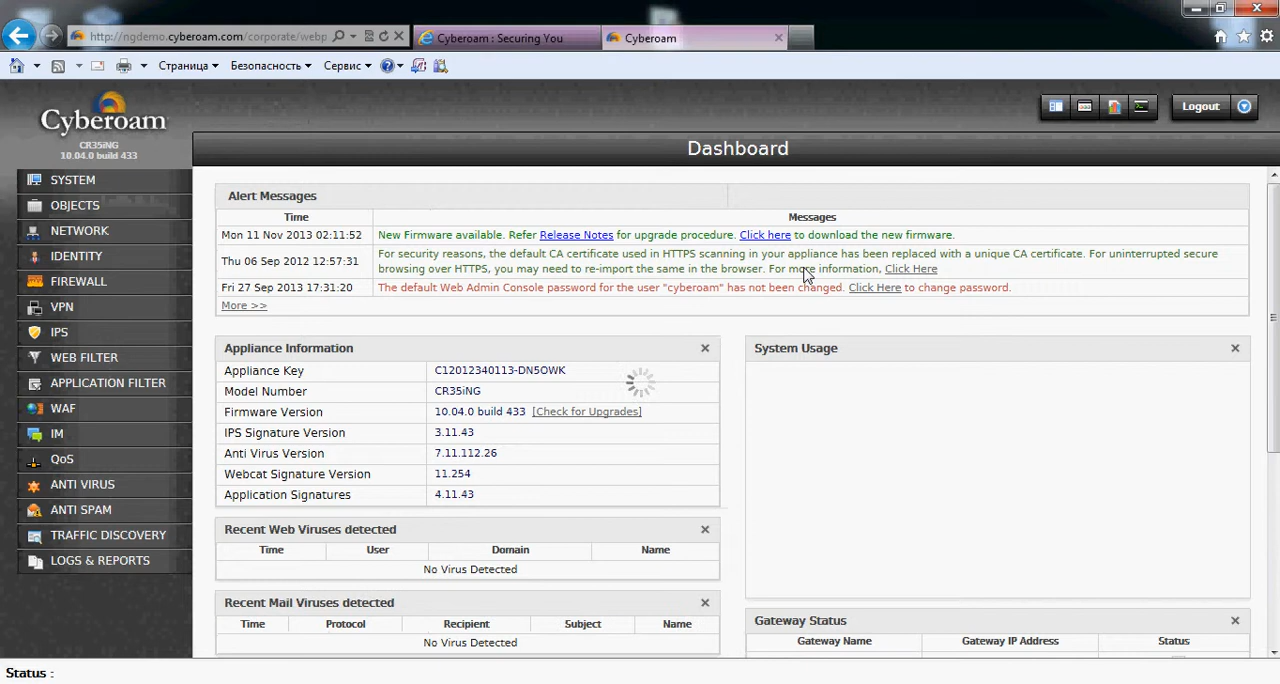 http://ngdemo.cyberoam.com/corporate/webp
Cyberoam : Securing You
Cyberoam
Страница
Безопасность
Сервис
Cyberoam
CR35iNG
10.04.0 build 433
Logout
Dashboard
SYSTEM
OBJECTS
NETWORK
IDENTITY
FIREWALL
VPN
IPS
WEB FILTER
APPLICATION FILTER
WAF
IM
QoS
ANTI VIRUS
ANTI SPAM
TRAFFIC DISCOVERY
LOGS & REPORTS
Alert Messages
Time Messages
Mon 11 Nov 2013 02:11:52 New Firmware available. Refer Release Notes for upgrade procedure. Click here to download the new firmware.
Thu 06 Sep 2012 12:57:31 For security reasons, the default CA certificate used in HTTPS scanning in your appliance has been replaced with a unique CA certificate. For uninterrupted secure
browsing over HTTPS, you may need to re-import the same in the browser. For more information, Click Here
Fri 27 Sep 2013 17:31:20 The default Web Admin Console password for the user "cyberoam" has not been changed. Click Here to change password.
More >>
Appliance Information
Appliance Key C12012340113-DN5OWK
Model Number CR35iNG
Firmware Version 10.04.0 build 433 [Check for Upgrades]
IPS Signature Version 3.11.43
Anti Virus Version 7.11.112.26
Webcat Signature Version 11.254
Application Signatures 4.11.43
Recent Web Viruses detected
Time User Domain Name
No Virus Detected
Recent Mail Viruses detected
Time Protocol Recipient Subject Name
No Virus Detected
System Usage
Gateway Status
Gateway Name Gateway IP Address Status
Status :